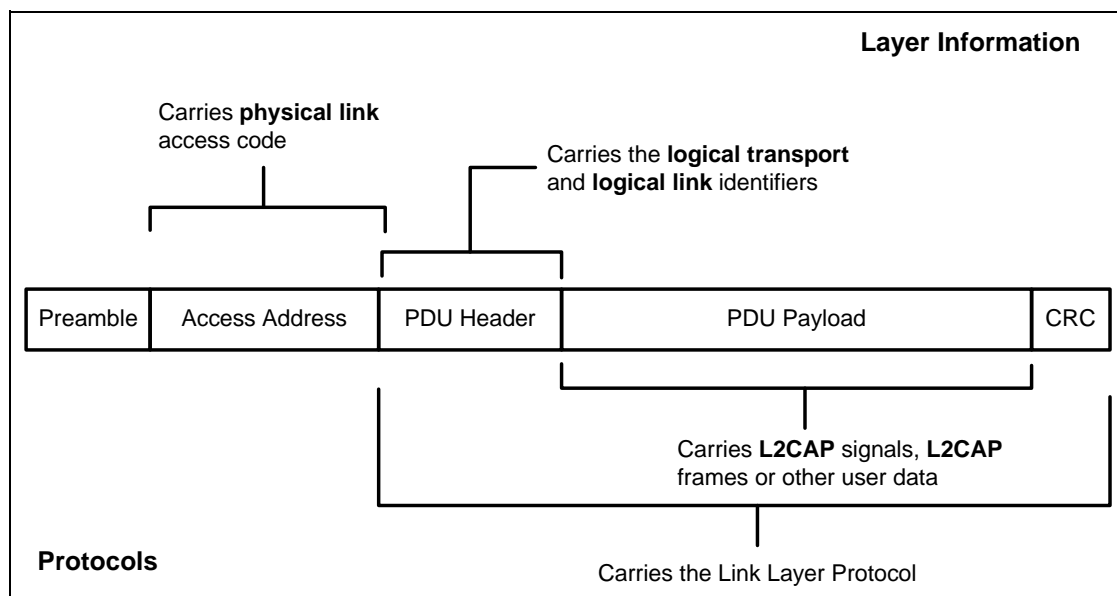 Layer Information
Carries physical link
access code
Carries the logical transport
and logical link identifiers
Preamble
Access Address
PDU Header
PDU Payload
CRC
Carries L2CAP signals, L2CAP
frames or other user data
Protocols
Carries the Link Layer Protocol